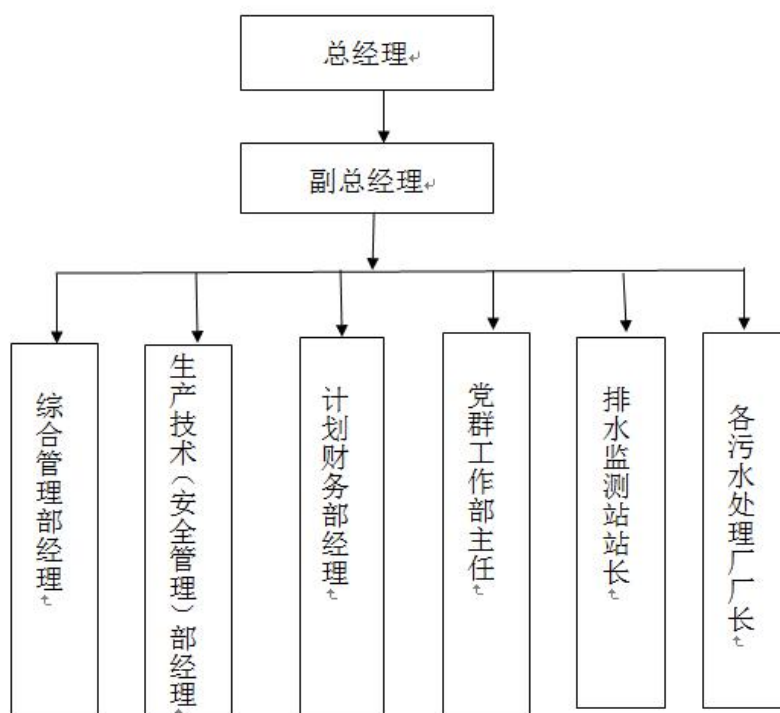 总经理
副总经理
综合管理部经理
生产技术（安全管理）部经理
计划财务部经理
党群工作部主任
排水监测站站长
各污水处理厂厂长